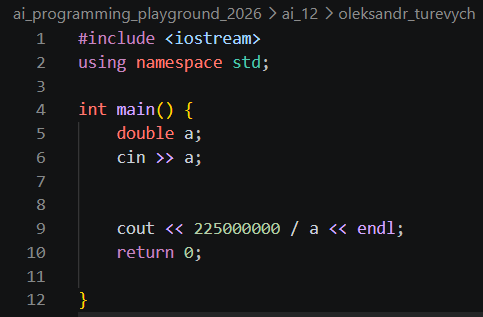 ai_programming_playground_2026 > ai_12 > oleksandr_turevych
1 #include <iostream>
2 using namespace std;
3
4 int main() {
5     double a;
6     cin >> a;
7
8
9     cout << 225000000 / a << endl;
10     return 0;
11
12 }